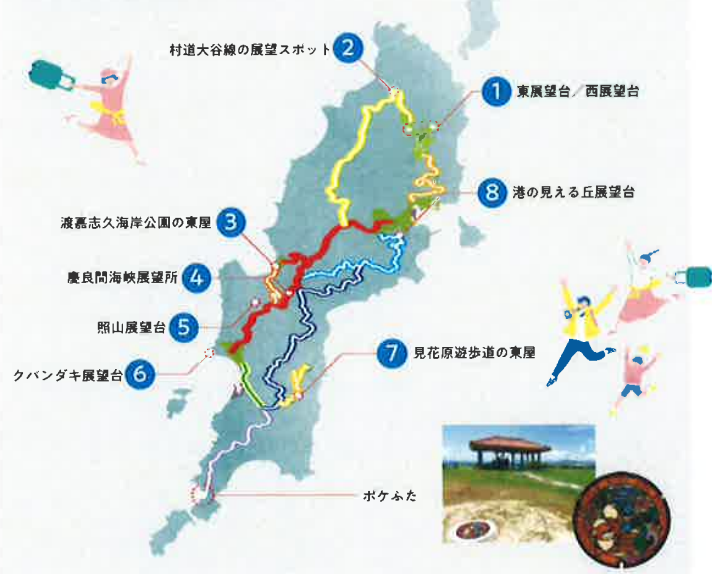 村道大谷線の展望スポット 2
1 東展望台／西展望台
8 港の見える丘展望台
渡嘉志久海岸公園の東屋 3
慶良間海峡展望所 4
照山展望台 5
7 見花原遊歩道の東屋
クバンダキ展望台 6
ポケふた